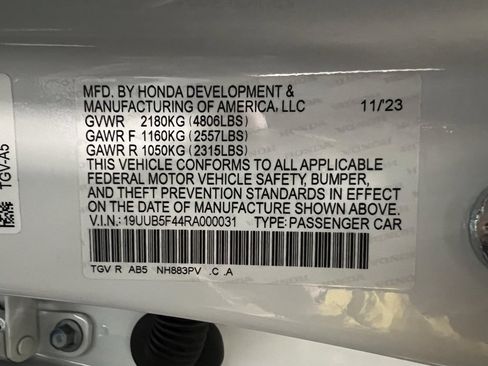 MFD. BY HONDA DEVELOPMENT &
MANUFACTURING OF AMERICA, LLC 11/23
GVWR 2180KG (4806LBS)
GAWR F 1160KG (2557LBS)
GAWR R 1050KG (2315LBS)
THIS VEHICLE CONFORMS TO ALL APPLICABLE
FEDERAL MOTOR VEHICLE SAFETY, BUMPER,
AND THEFT PREVENTION STANDARDS IN EFFECT
ON THE DATE OF MANUFACTURE SHOWN ABOVE.
V.I.N.: 19UUB5F44RA000031 TYPE: PASSENGER CAR
TGV R AB5 NH883PV .C .A
TGV-A5